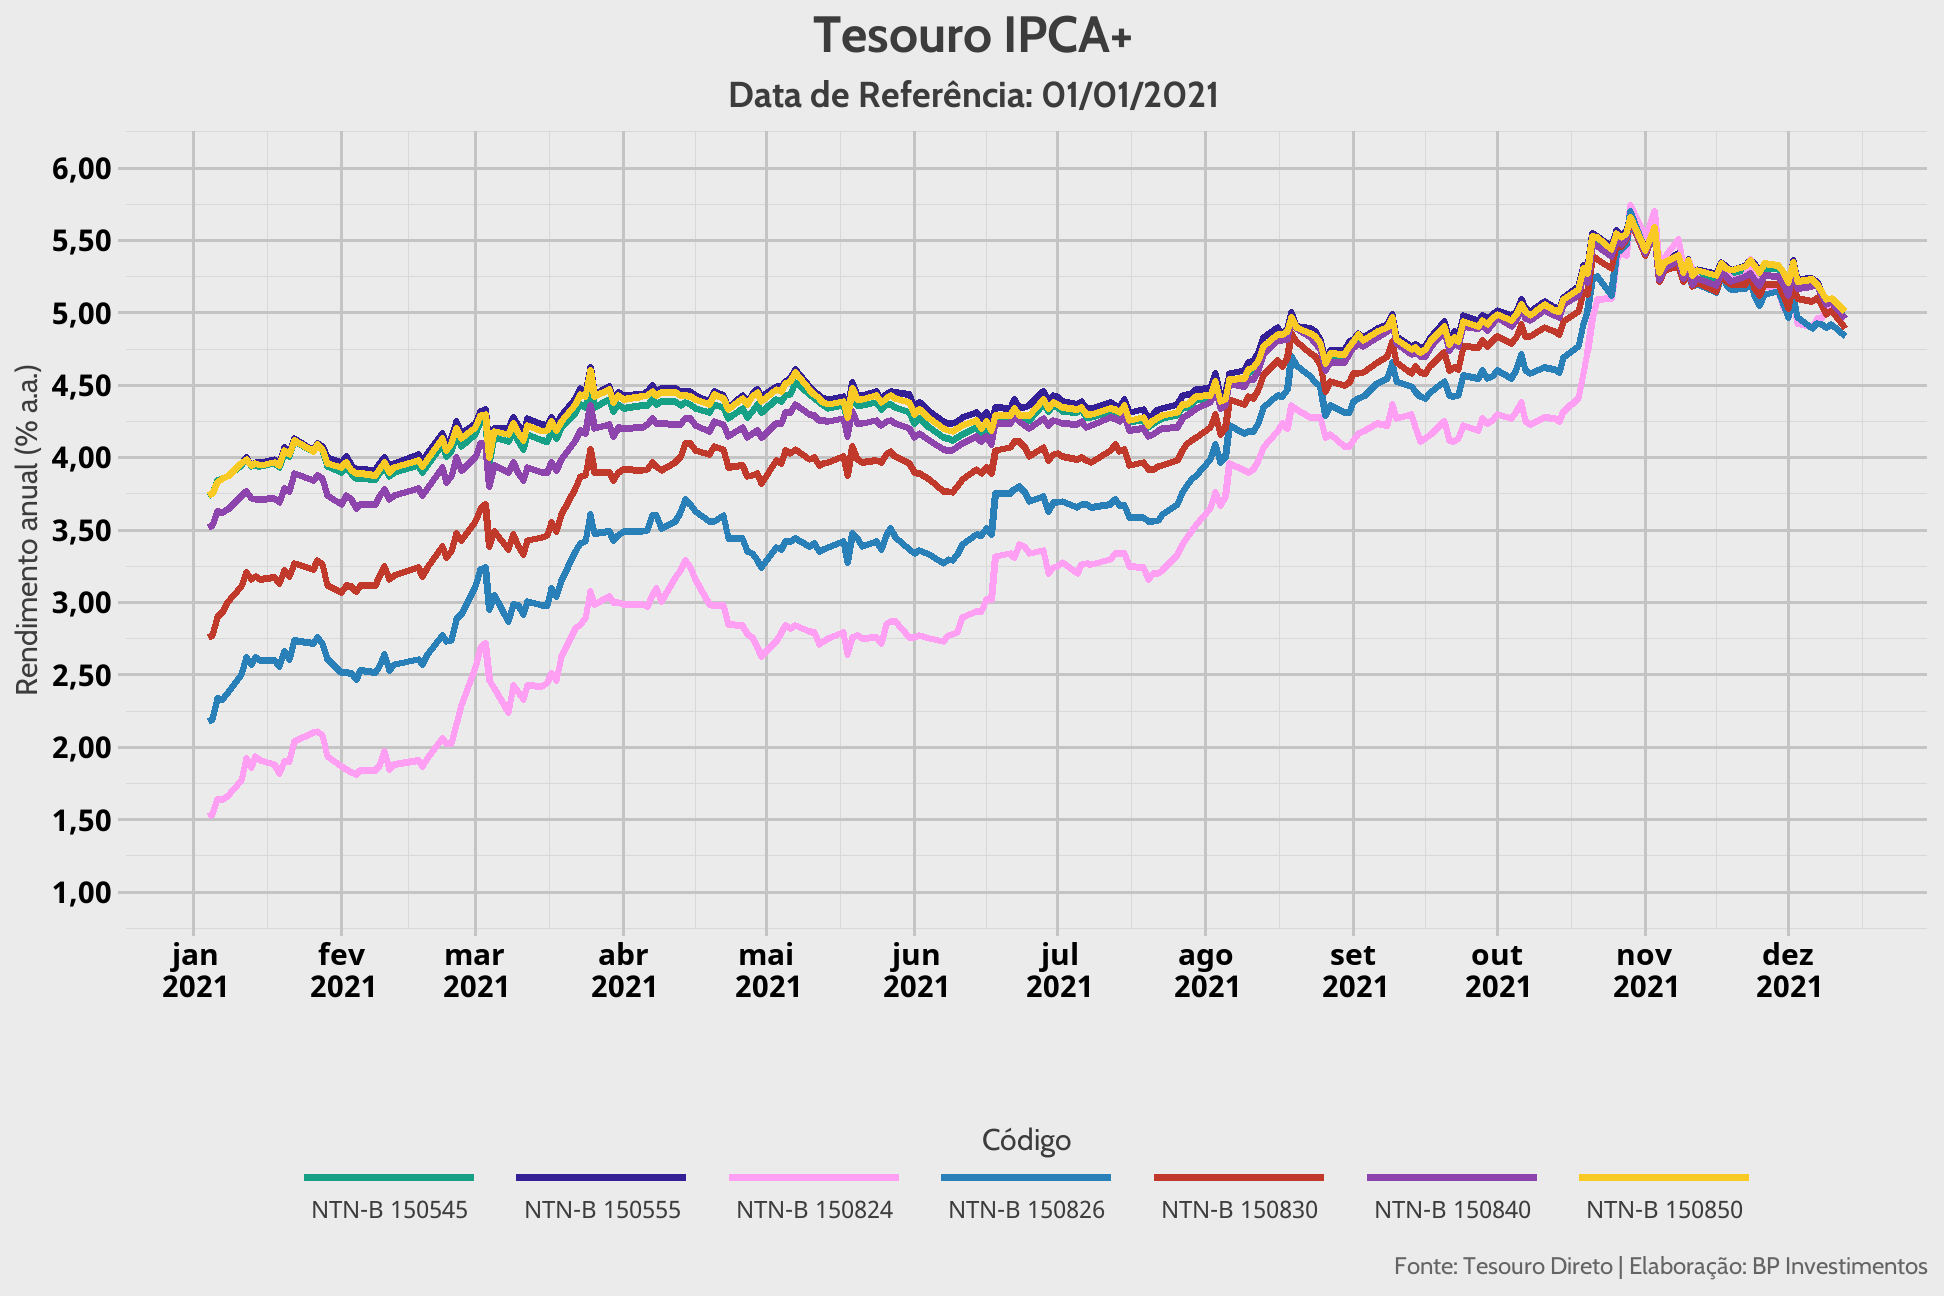 Tesouro IPCA+
Data de Referência: 01/01/2021
Rendimento anual (% a.a.)
6,00
5,50
5,00
4,50
4,00
3,50
3,00
2,50
2,00
1,50
1,00
jan 2021
fev 2021
mar 2021
abr 2021
mai 2021
jun 2021
jul 2021
ago 2021
set 2021
out 2021
nov 2021
dez 2021
Código
NTN-B 150545
NTN-B 150555
NTN-B 150824
NTN-B 150826
NTN-B 150830
NTN-B 150840
NTN-B 150850
Fonte: Tesouro Direto | Elaboração: BP Investimentos